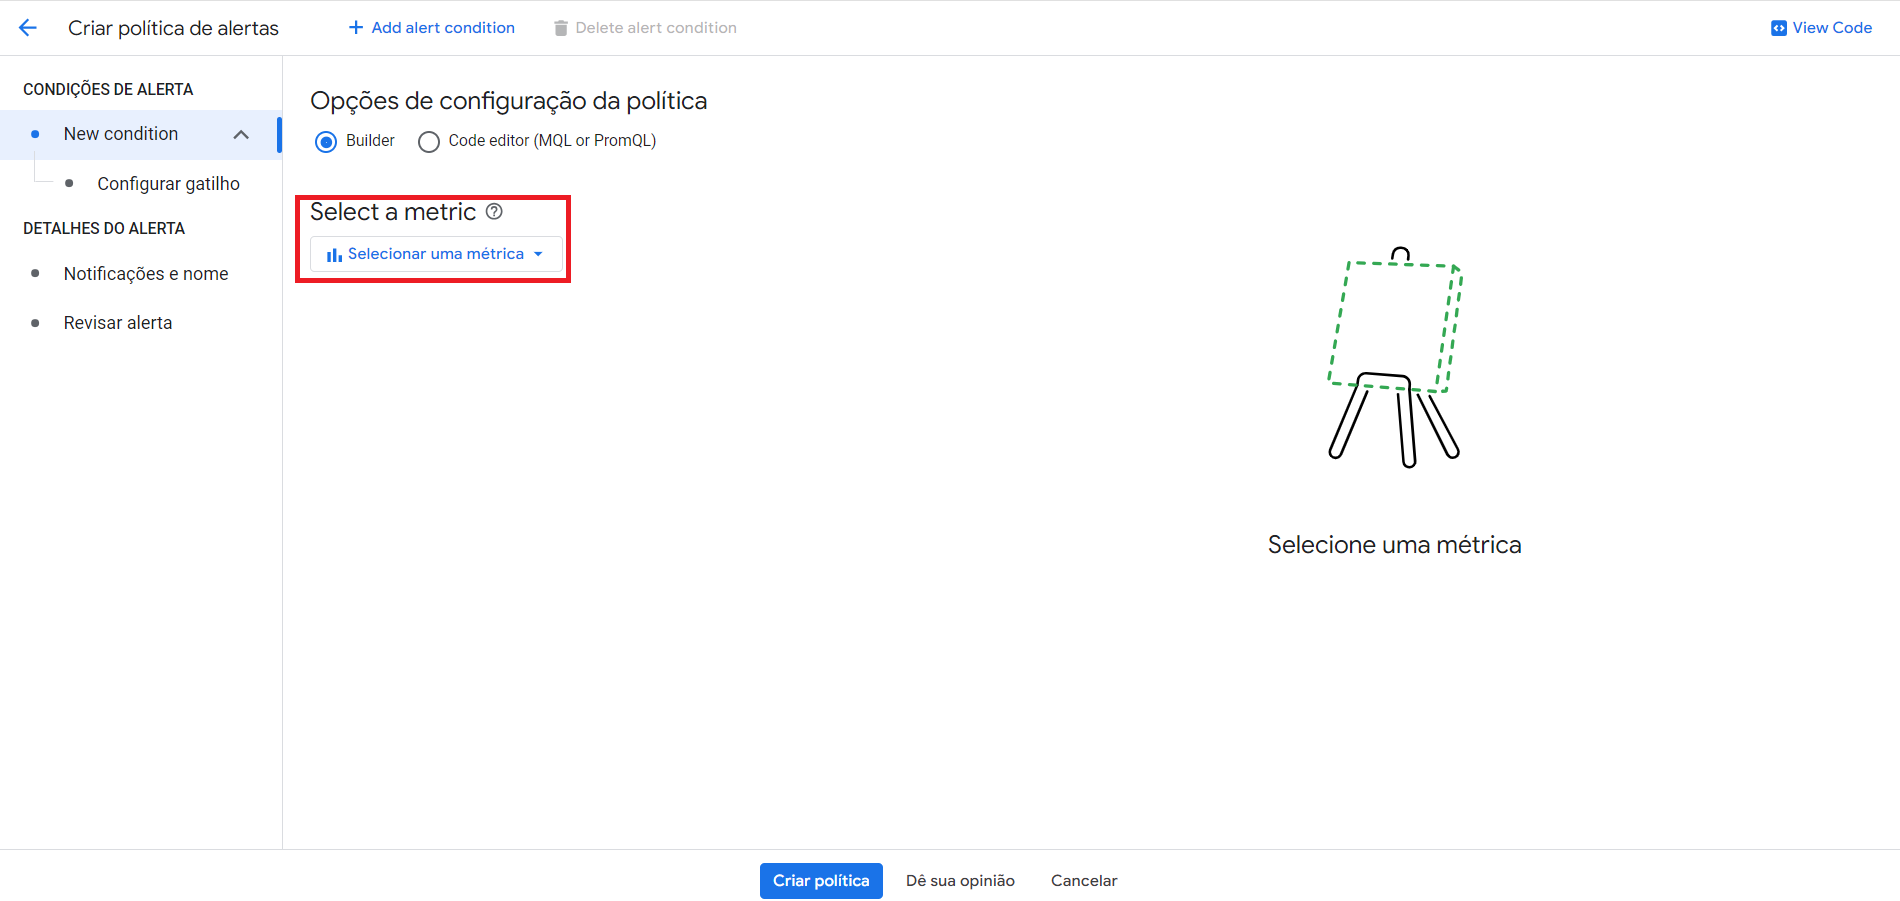 Criar política de alertas
Add alert condition
Delete alert condition
View Code
CONDIÇÕES DE ALERTA
New condition
Configurar gatilho
DETALHES DO ALERTA
Notificações e nome
Revisar alerta
Opções de configuração da política
Builder
Code editor (MQL or PromQL)
Select a metric
Selecionar uma métrica
Selecione uma métrica
Criar política
Dê sua opinião
Cancelar